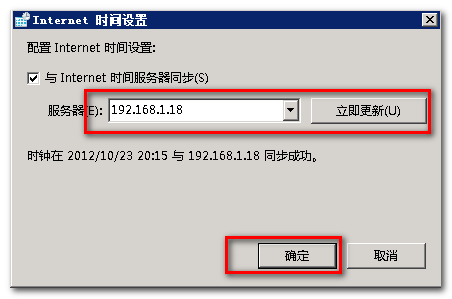 Internet 时间设置
配置 Internet 时间设置:
与 Internet 时间服务器同步(S)
服务器(E): 192.168.1.18 立即更新(U)
时钟在 2012/10/23 20:15 与 192.168.1.18 同步成功。
确定 取消